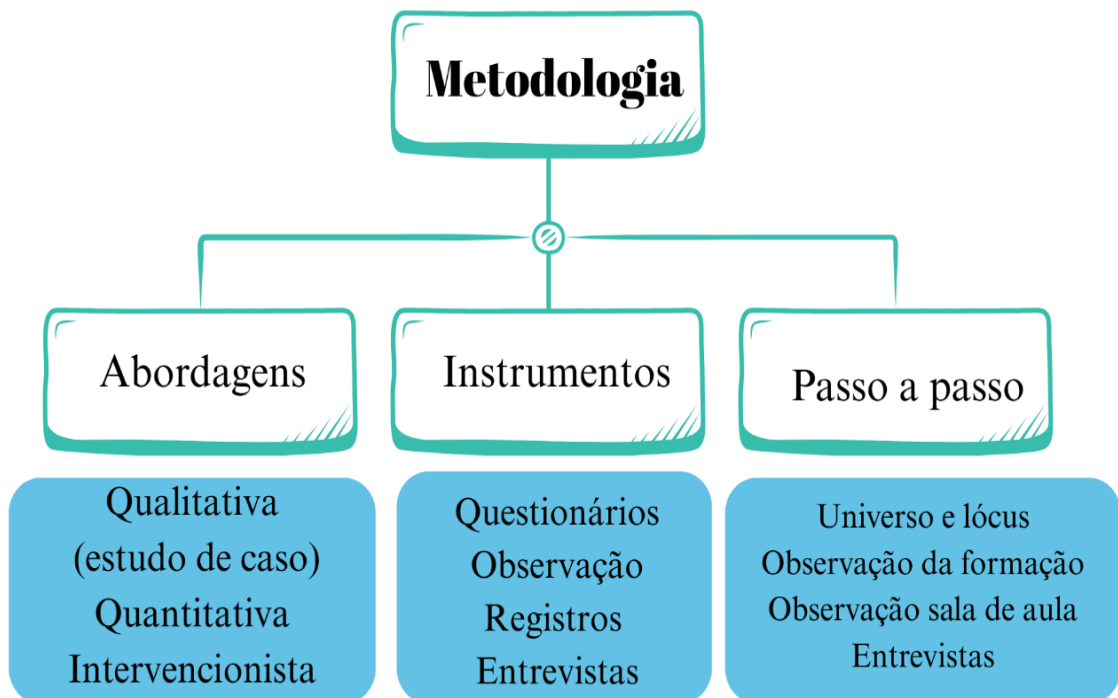 Metodologia
Abordagens
Qualitativa
(estudo de caso)
Quantitativa
Intervencionista
Instrumentos
Questionários
Observação
Registros
Entrevistas
Passo a passo
Universo e lócus
Observação da formação
Observação sala de aula
Entrevistas